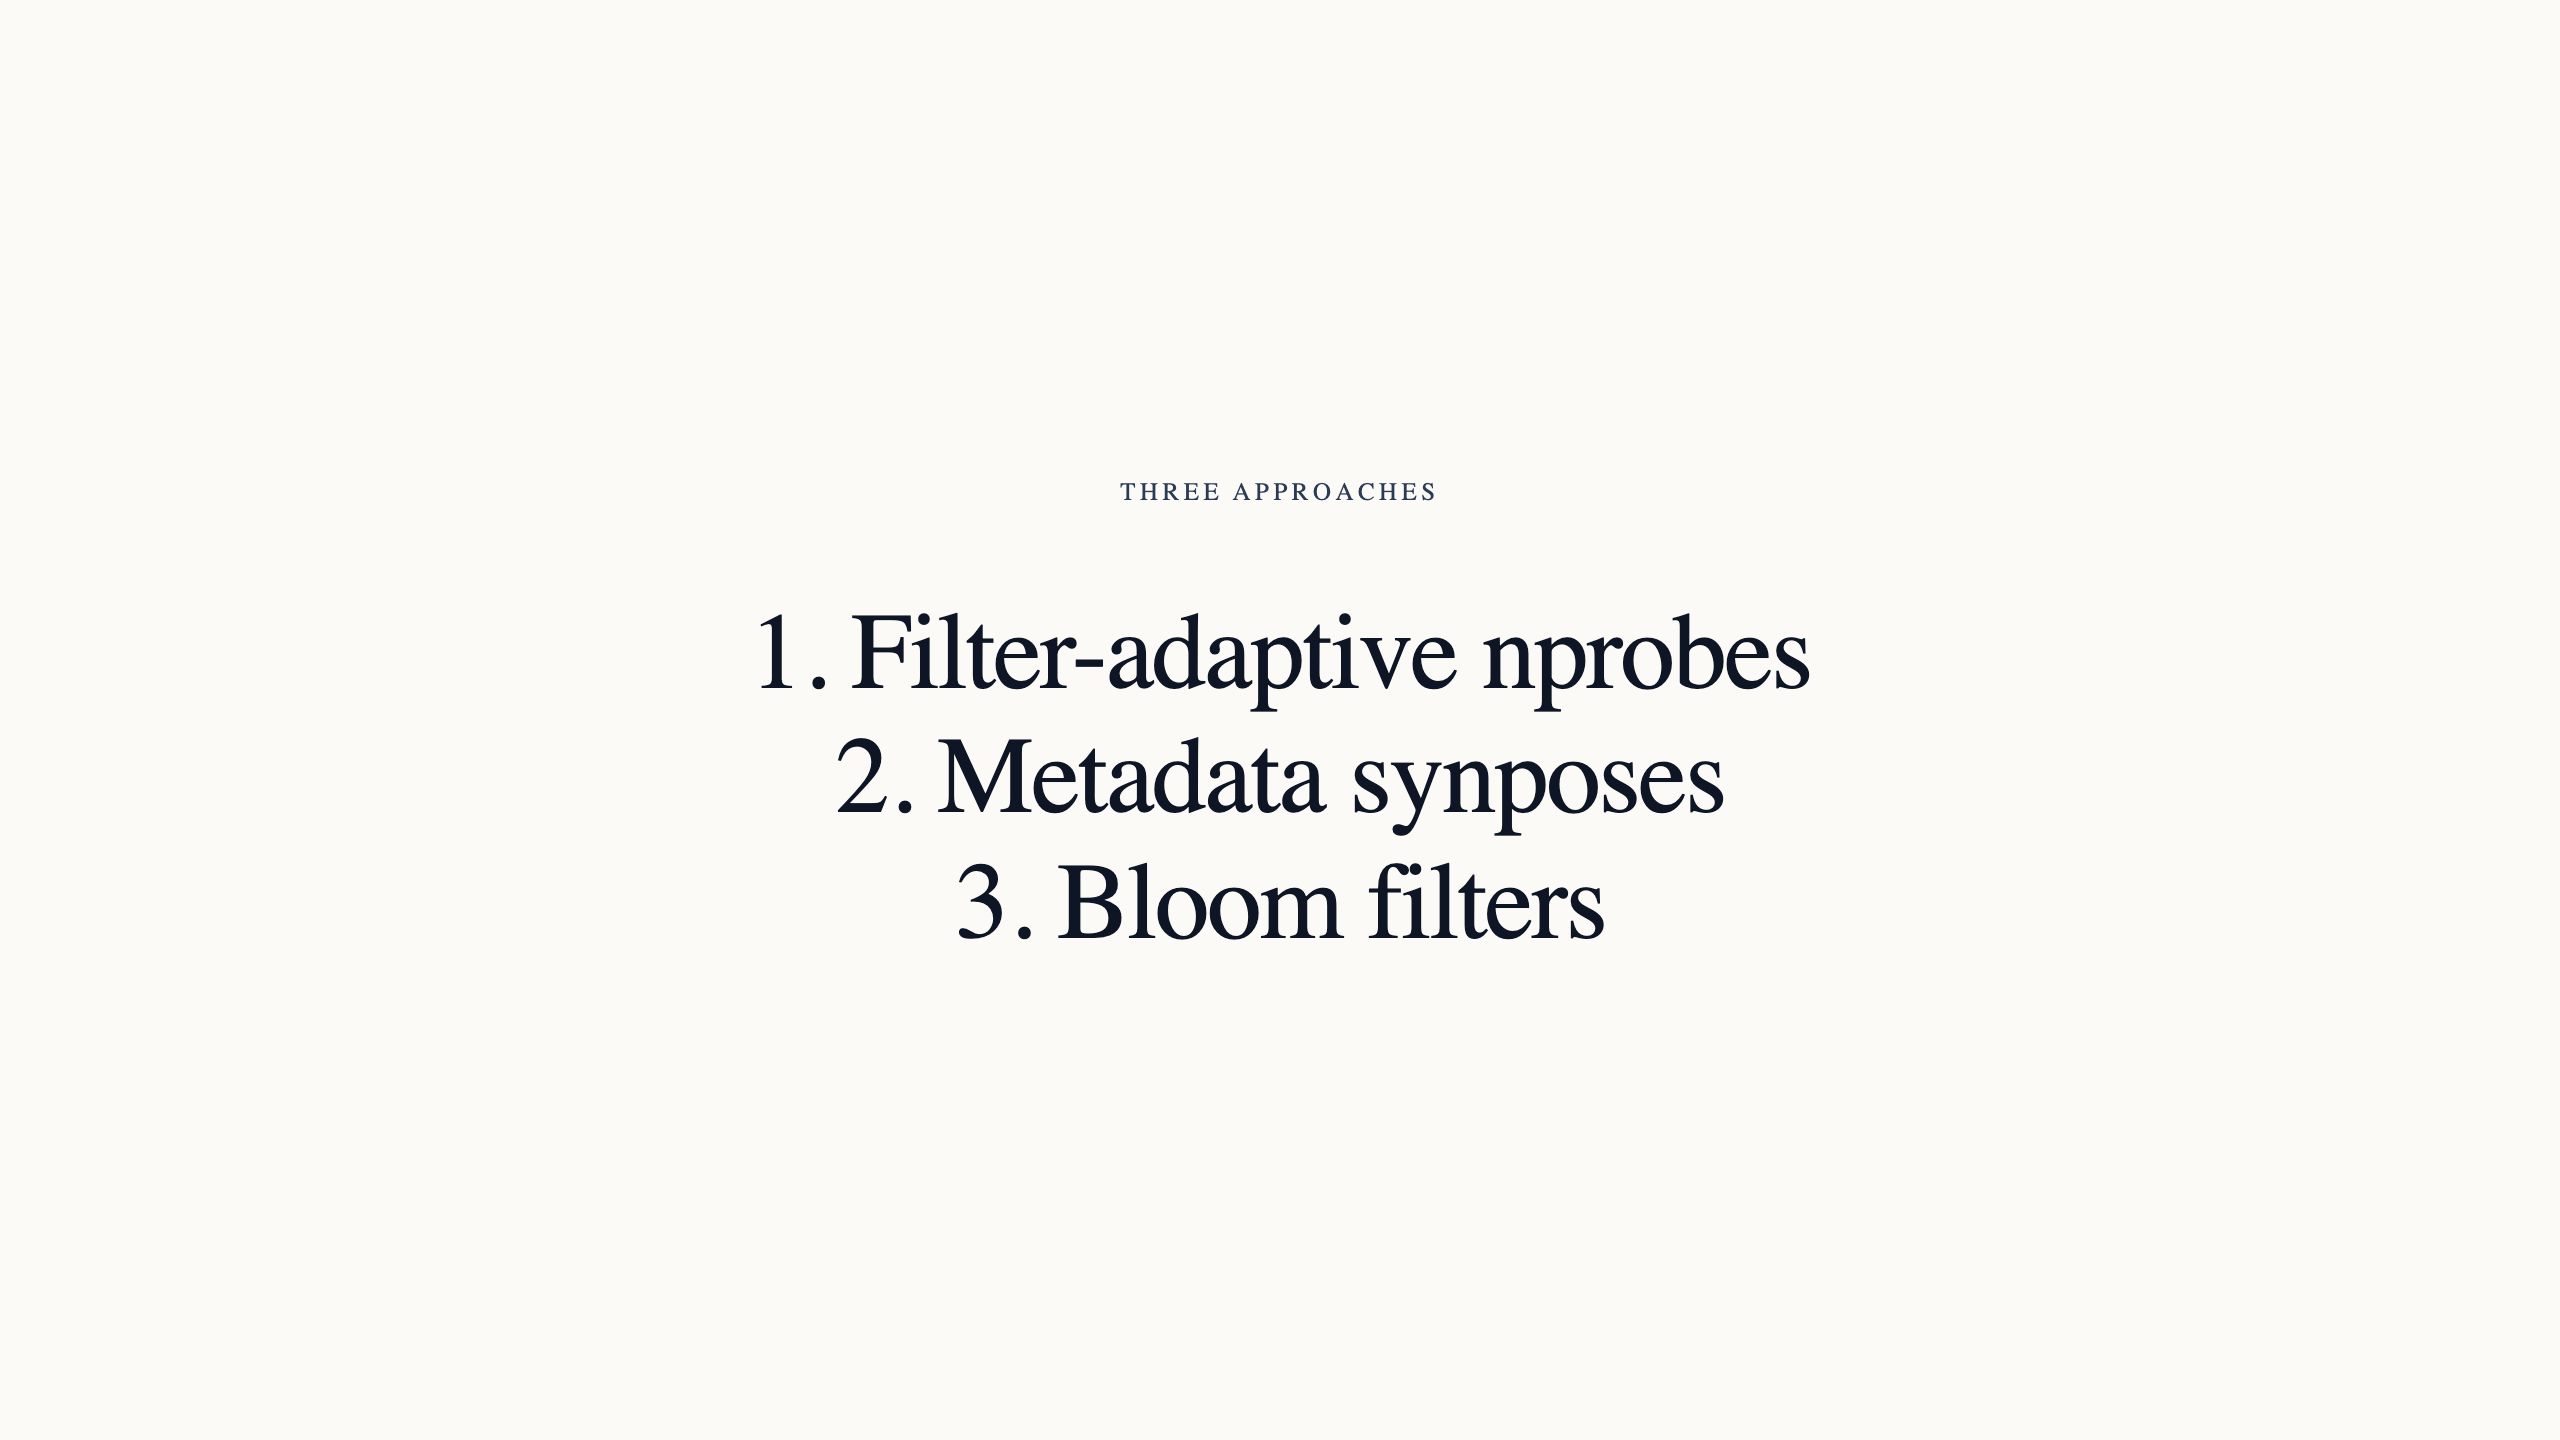 THREE APPROACHES
1. Filter-adaptive nprobes
2. Metadata synposes
3. Bloom filters